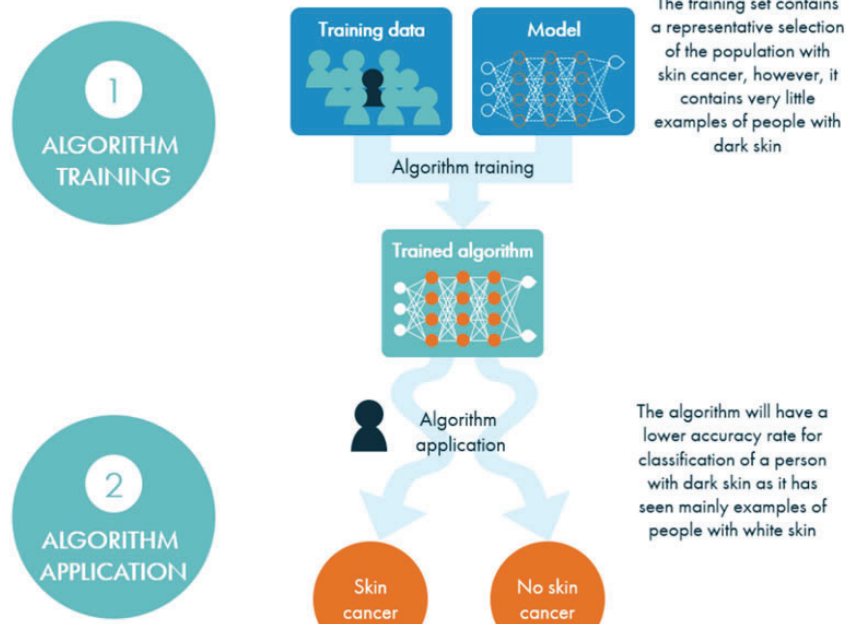 1
ALGORITHM
TRAINING
Training data
Model
The training set contains
a representative selection
of the population with
skin cancer, however, it
contains very little
examples of people with
dark skin
Algorithm training
Trained algorithm
Algorithm
application
2
ALGORITHM
APPLICATION
The algorithm will have a
lower accuracy rate for
classification of a person
with dark skin as it has
seen mainly examples of
people with white skin
Skin
cancer
No skin
cancer